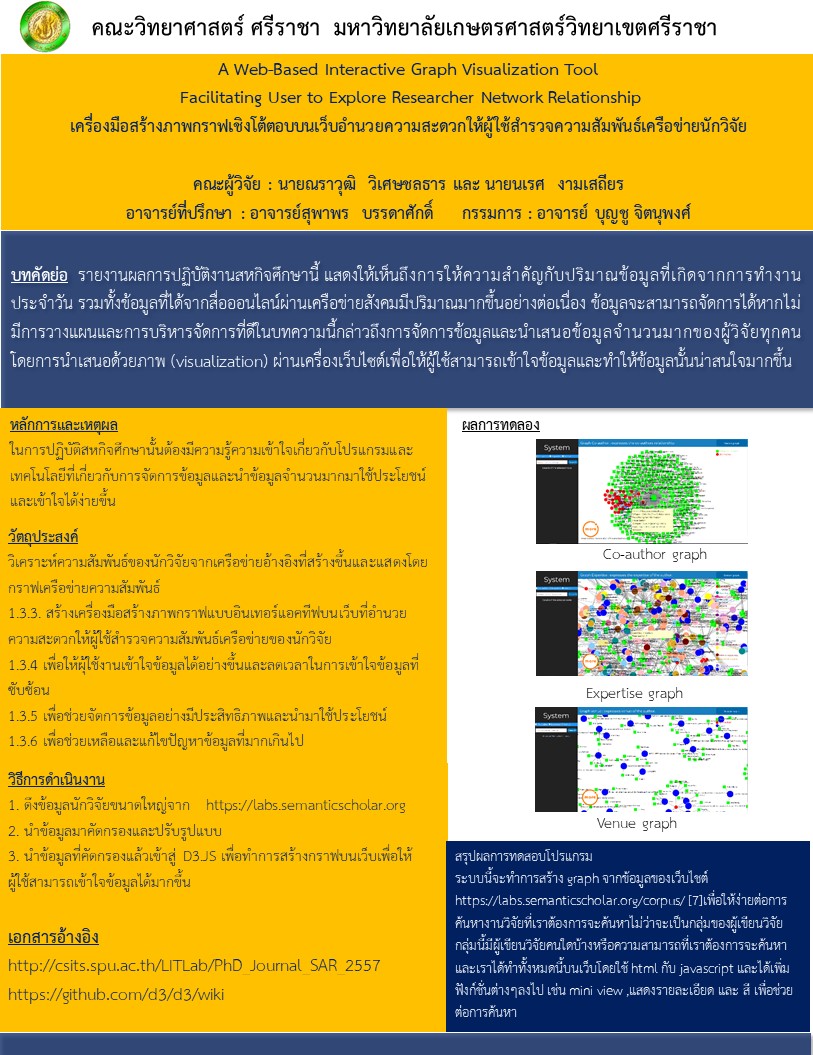 คณะวิทยาศาสตร์ ศรีราชา มหาวิทยาลัยเกษตรศาสตร์วิทยาเขตศรีราชา
A Web-Based Interactive Graph Visualization Tool
Facilitating User to Explore Researcher Network Relationship
เครื่องมือสร้างภาพกราฟเชิงโต้ตอบบนเว็บอำนวยความสะดวกให้ผู้ใช้สำรวจความสัมพันธ์เครือข่ายนักวิจัย
คณะผู้วิจัย : นายณราวุฒิ วิเศษชลธาร และ นายนเรศ งามเสถียร
อาจารย์ที่ปรึกษา : อาจารย์สุพาพร บรรดาศักดิ์ กรรมการ : อาจารย์ บุญชู จิตนุพงศ์
บทคัดย่อ รายงานผลการปฏิบัติงานสหกิจศึกษานี้ แสดงให้เห็นถึงการให้ความสำคัญกับปริมาณข้อมูลที่เกิดจากการทำงาน
ประจำวัน รวมทั้งข้อมูลที่ได้จากสื่อออนไลน์ผ่านเครือข่ายสังคมมีปริมาณมากขึ้นอย่างต่อเนื่อง ข้อมูลจะสามารถจัดการได้หากไม่
มีการวางแผนและการบริหารจัดการที่ดีในบทความนี้กล่าวถึงการจัดการข้อมูลและนำเสนอข้อมูลจำนวนมากของผู้วิจัยทุกคน
โดยการนำเสนอด้วยภาพ (visualization) ผ่านเครื่องเว็บไซต์เพื่อให้ผู้ใช้สามารถเข้าใจข้อมูลและทำให้ข้อมูลนั้นน่าสนใจมากขึ้น
หลักการและเหตุผล
ในการปฏิบัติสหกิจศึกษานั้นต้องมีความรู้ความเข้าใจเกี่ยวกับโปรแกรมและ
เทคโนโลยีที่เกี่ยวกับการจัดการข้อมูลและนำข้อมูลจำนวนมากมาใช้ประโยชน์
และเข้าใจได้ง่ายขึ้น
วัตถุประสงค์
วิเคราะห์ความสัมพันธ์ของนักวิจัยจากเครือข่ายอ้างอิงที่สร้างขึ้นและแสดงโดย
กราฟเครือข่ายความสัมพันธ์
1.3.3. สร้างเครื่องมือสร้างภาพกราฟแบบอินเทอร์แอคทีฟบนเว็บที่อำนวย
ความสะดวกให้ผู้ใช้สำรวจความสัมพันธ์เครือข่ายของนักวิจัย
1.3.4 เพื่อให้ผุ้ใช้งานเข้าใจข้อมูลได้อย่างขึ้นและลดเวลาในการเข้าใจข้อมูลที่
ซับซ้อน
1.3.5 เพื่อช่วยจัดการข้อมูลอย่างมีประสิทธิภาพและนำมาใช้ประโยชน์
1.3.6 เพื่อช่วยเหลือและแก้ไขปัญหาข้อมูลที่มากเกินไป
วิธีการดำเนินงาน
1. ดึงข้อมูลนักวิจัยขนาดใหญ่จาก https://labs.semanticscholar.org
2. นำข้อมูลมาคัดกรองและปรับรูปแบบ
3. นำข้อมูลที่คัดกรองแล้วเข้าสู่ D3.JS เพื่อทำการสร้างกราฟบนเว็บเพื่อให้
ผู้ใช้สามารถเข้าใจข้อมูลได้มากขึ้น
เอกสารอ้างอิง
http://csits.spu.ac.th/LITLab/PhD_Journal_SAR_2557
https://github.com/d3/d3/wiki
ผลการทดลอง
System
Co-author graph
System
Expertise graph
System
Venue graph
สรุปผลการทดสอบโปรแกรม
ระบบนี้จะทำการสร้าง graph จากข้อมูลของเว็บไซต์
https://labs.semanticscholar.org/corpus/ [7]เพื่อให้ง่ายต่อการ
ค้นหางานวิจัยที่เราต้องการจะค้นหาไม่ว่าจะเป็นกลุ่มของผู้เขียนวิจัย
กลุ่มนี้มีผู้เขียนวิจัยคนใดบ้างหรือความสามารถที่เราต้องการจะค้นหา
และเราได้ทำทั้งหมดนี้บนเว็บโดยใช้ html กับ javascript และได้เพิ่ม
ฟังก์ชั่นต่างๆลงไป เช่น mini view ,แสดงรายละเอียด และ สี เพื่อช่วย
ต่อการค้นหา